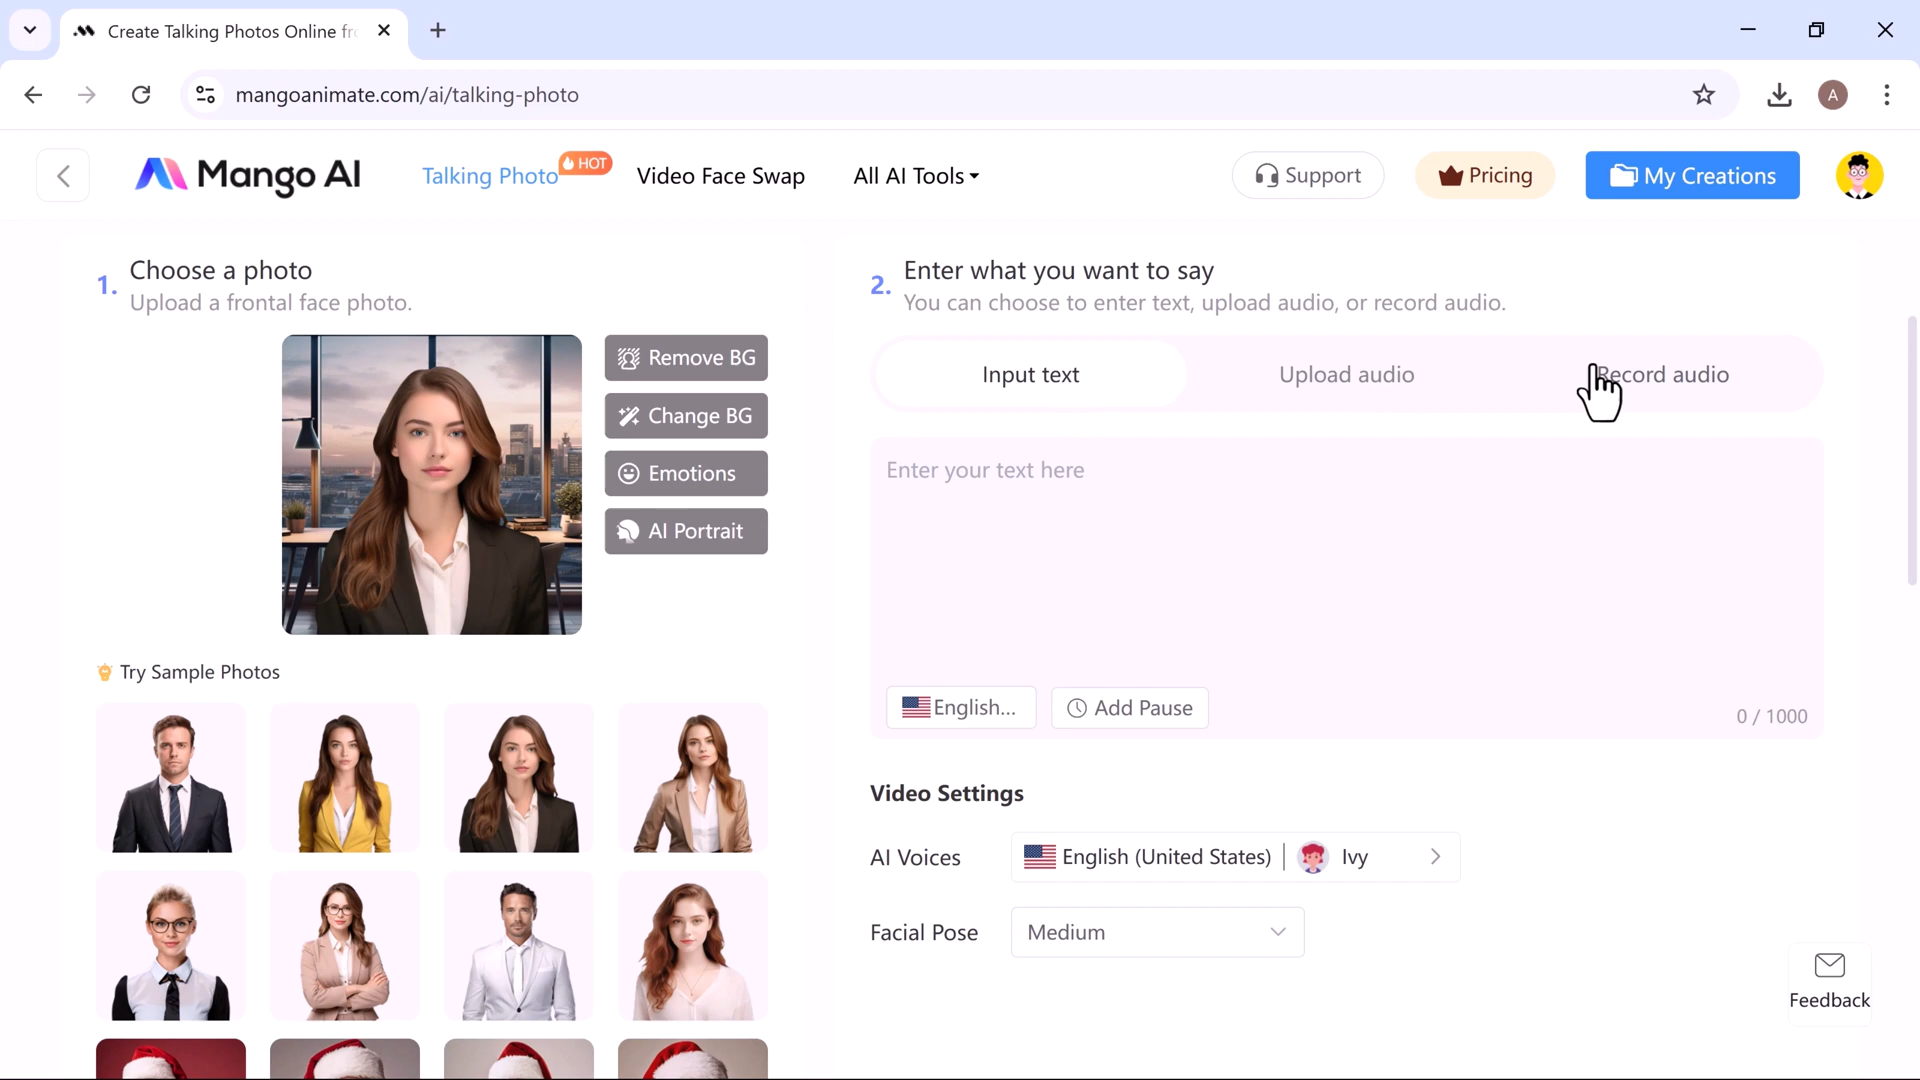 Create Talking Photos Online fr
mangoanimate.com/ai/talking-photo
A
Mango AI
Talking Photo
HOT
Video Face Swap
All AI Tools
Support
Pricing
My Creations
1.
Choose a photo
Upload a frontal face photo.
Remove BG
Change BG
Emotions
AI Portrait
Try Sample Photos
2.
Enter what you want to say
You can choose to enter text, upload audio, or record audio.
Input text
Upload audio
Record audio
Enter your text here
English...
Add Pause
0 / 1000
Video Settings
AI Voices
English (United States)
Ivy
Facial Pose
Medium
Feedback